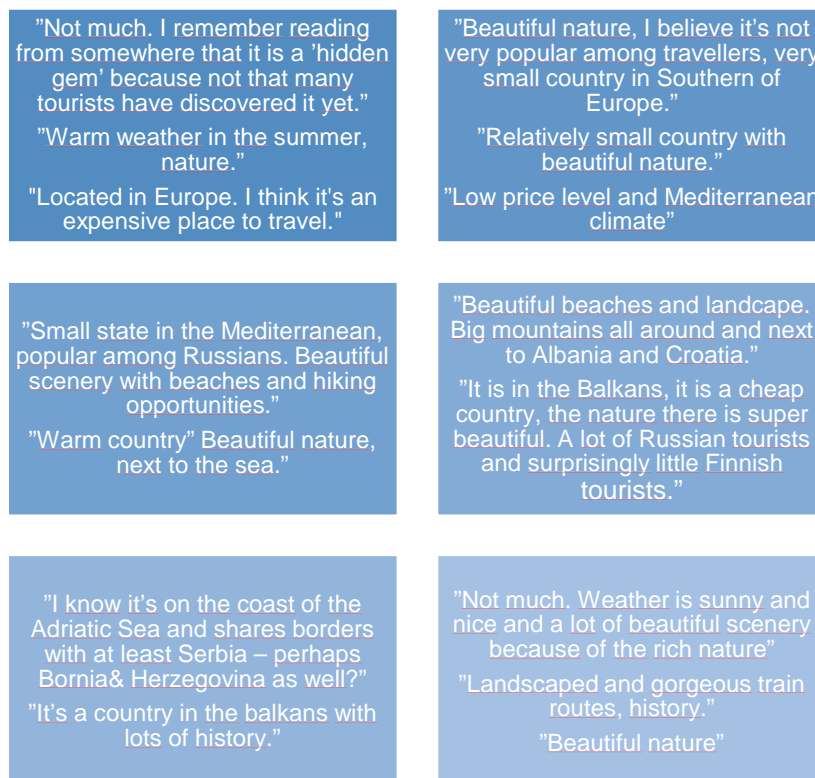 ”Not much. I remember reading
from somewhere that it is a ’hidden
gem’ because not that many
tourists have discovered it yet.”
”Warm weather in the summer,
nature.”
"Located in Europe. I think it's an
expensive place to travel."
”Beautiful nature, I believe it’s not
very popular among travellers, very
small country in Southern of
Europe.”
”Relatively small country with
beautiful nature.”
”Low price level and Mediterranean
climate”
”Small state in the Mediterranean,
popular among Russians. Beautiful
scenery with beaches and hiking
opportunities.”
”Warm country” Beautiful nature,
next to the sea.”
”Beautiful beaches and landcape.
Big mountains all around and next
to Albania and Croatia.”
”It is in the Balkans, it is a cheap
country, the nature there is super
beautiful. A lot of Russian tourists
and surprisingly little Finnish
tourists.”
”I know it’s on the coast of the
Adriatic Sea and shares borders
with at least Serbia – perhaps
Bornia& Herzegovina as well?”
”It’s a country in the balkans with
lots of history.”
”Not much. Weather is sunny and
nice and a lot of beautiful scenery
because of the rich nature”
”Landscaped and gorgeous train
routes, history.”
”Beautiful nature”